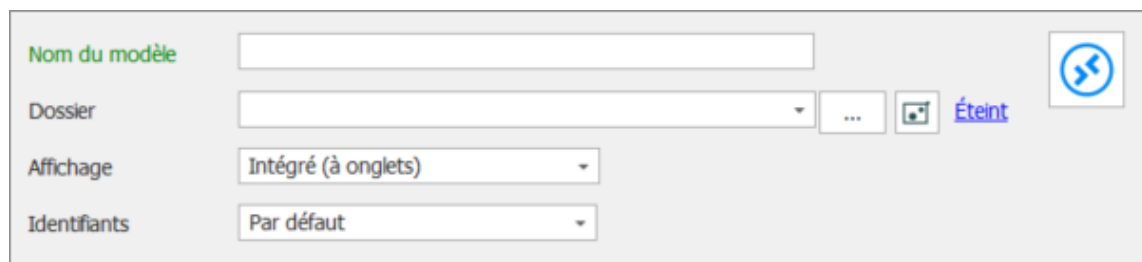 Nom du modèle
Dossier ... Éteint
Affichage Intégré (à onglets)
Identifiants Par défaut